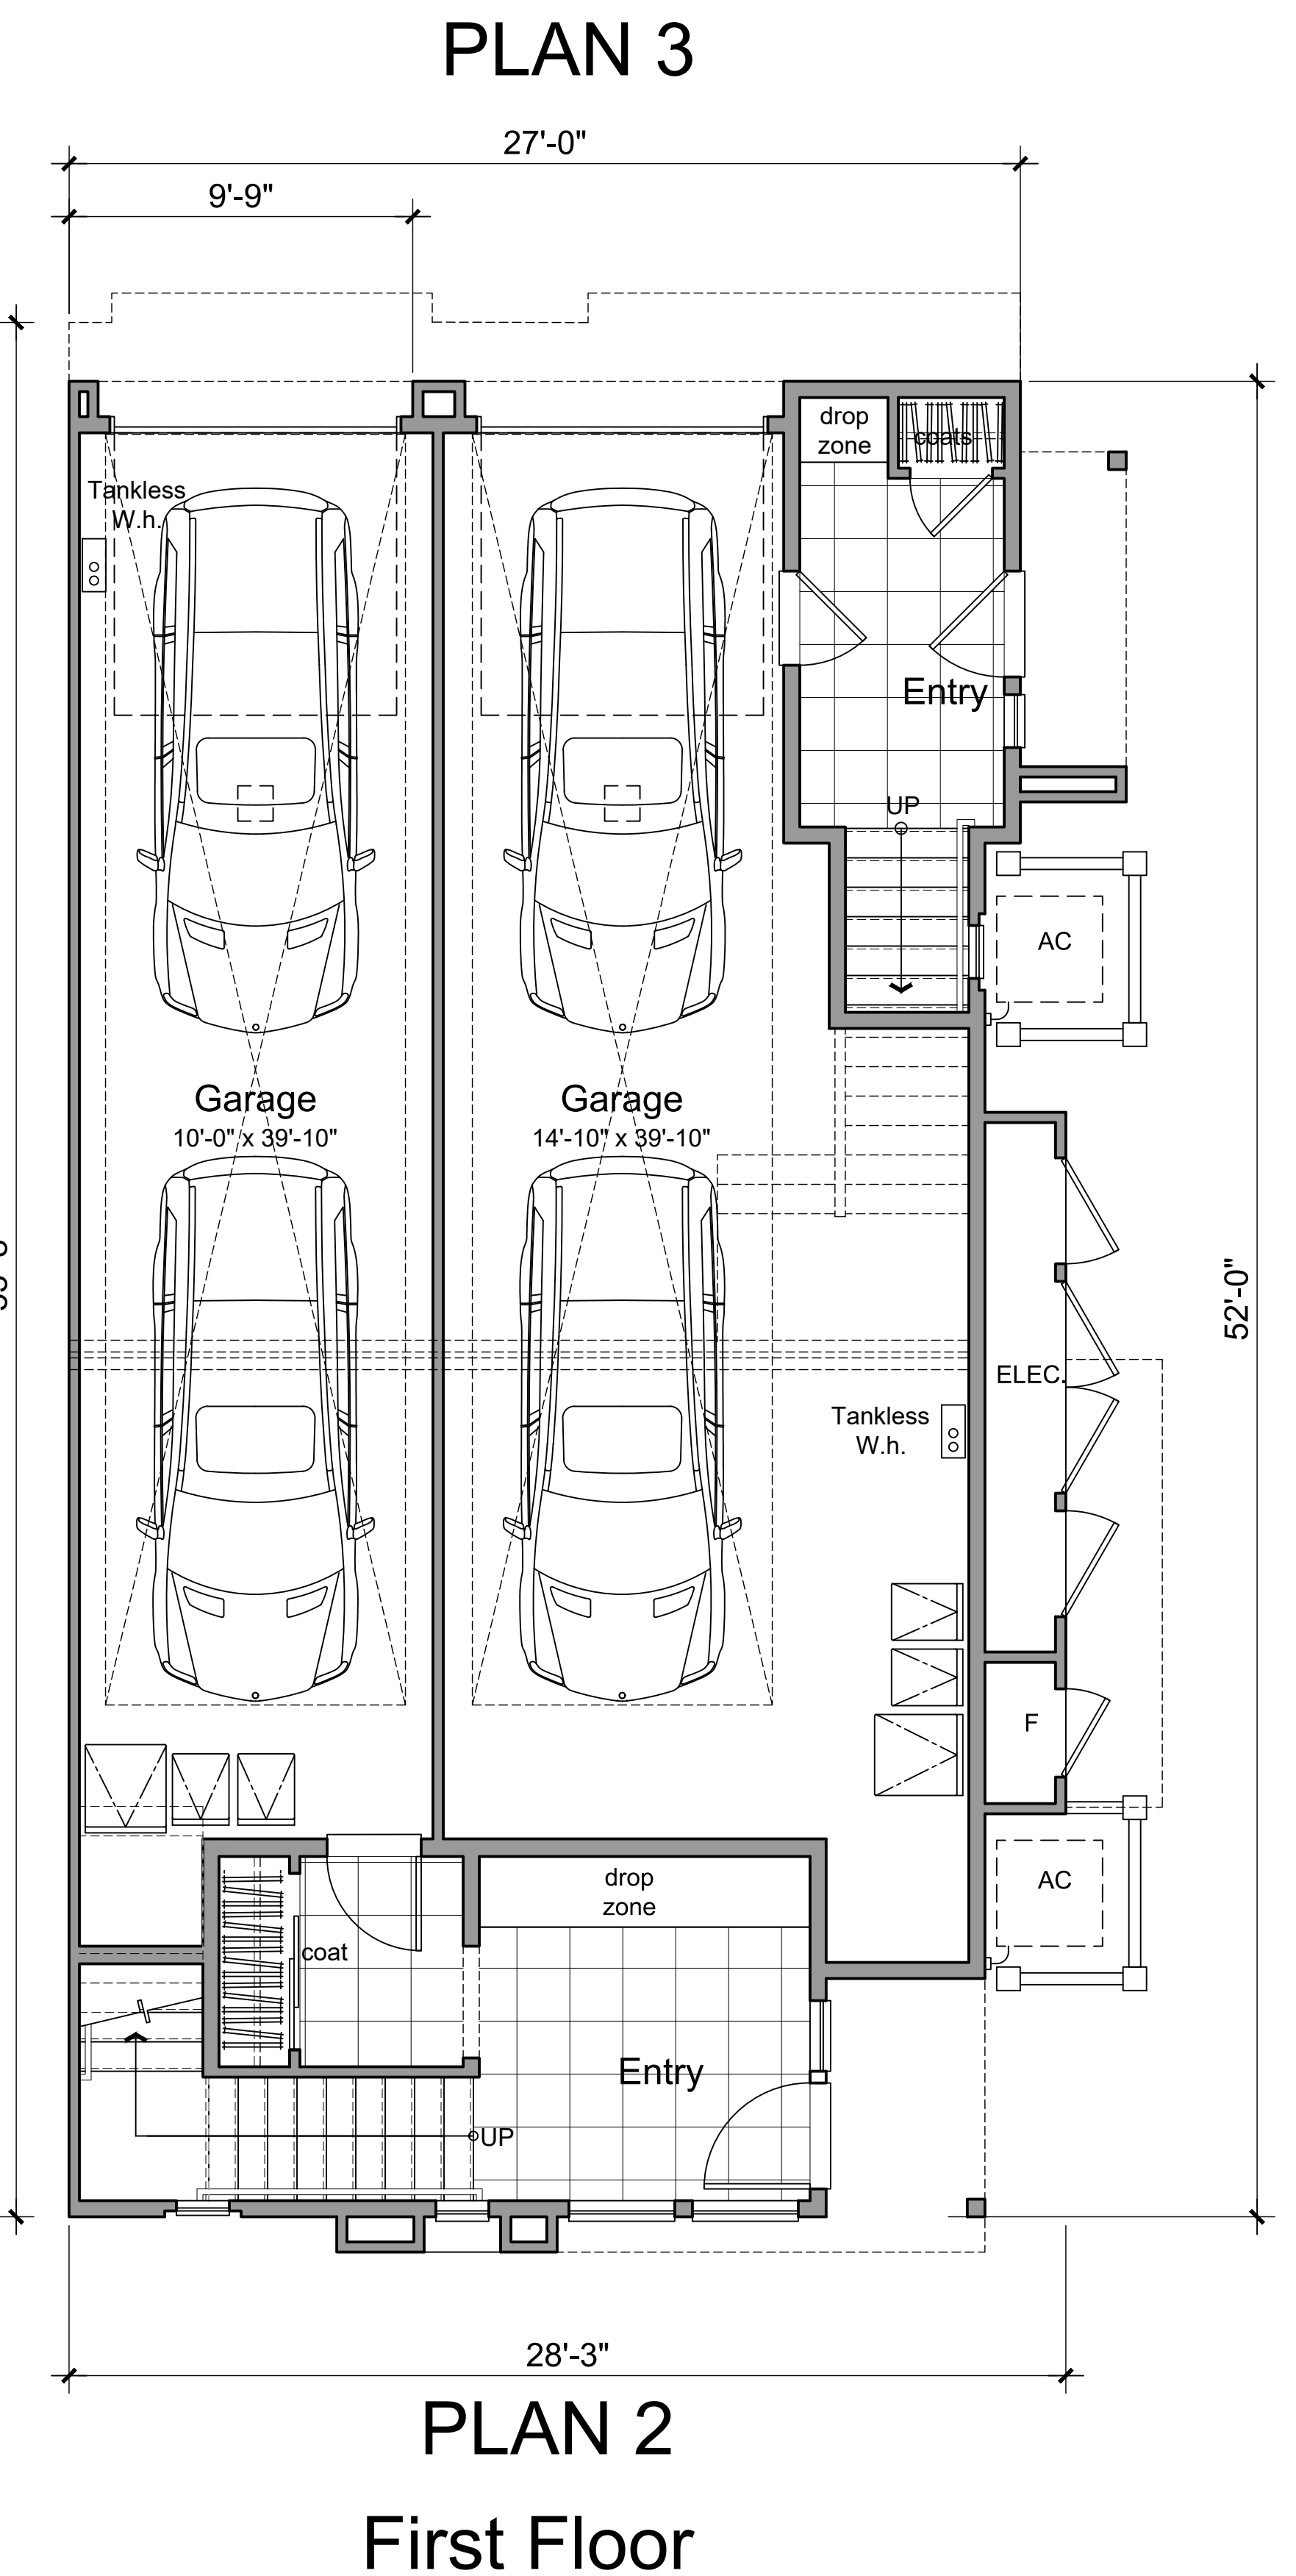 PLAN 3
27'-0"
9'-9"
drop
zone
coats
Tankless
W.h.
Entry
UP
AC
Garage
10'-0" x 39'-10"
Garage
14'-10" x 39'-10"
52'-0"
ELEC.
Tankless
W.h.
F
drop
zone
AC
coat
Entry
UP
28'-3"
PLAN 2
First Floor